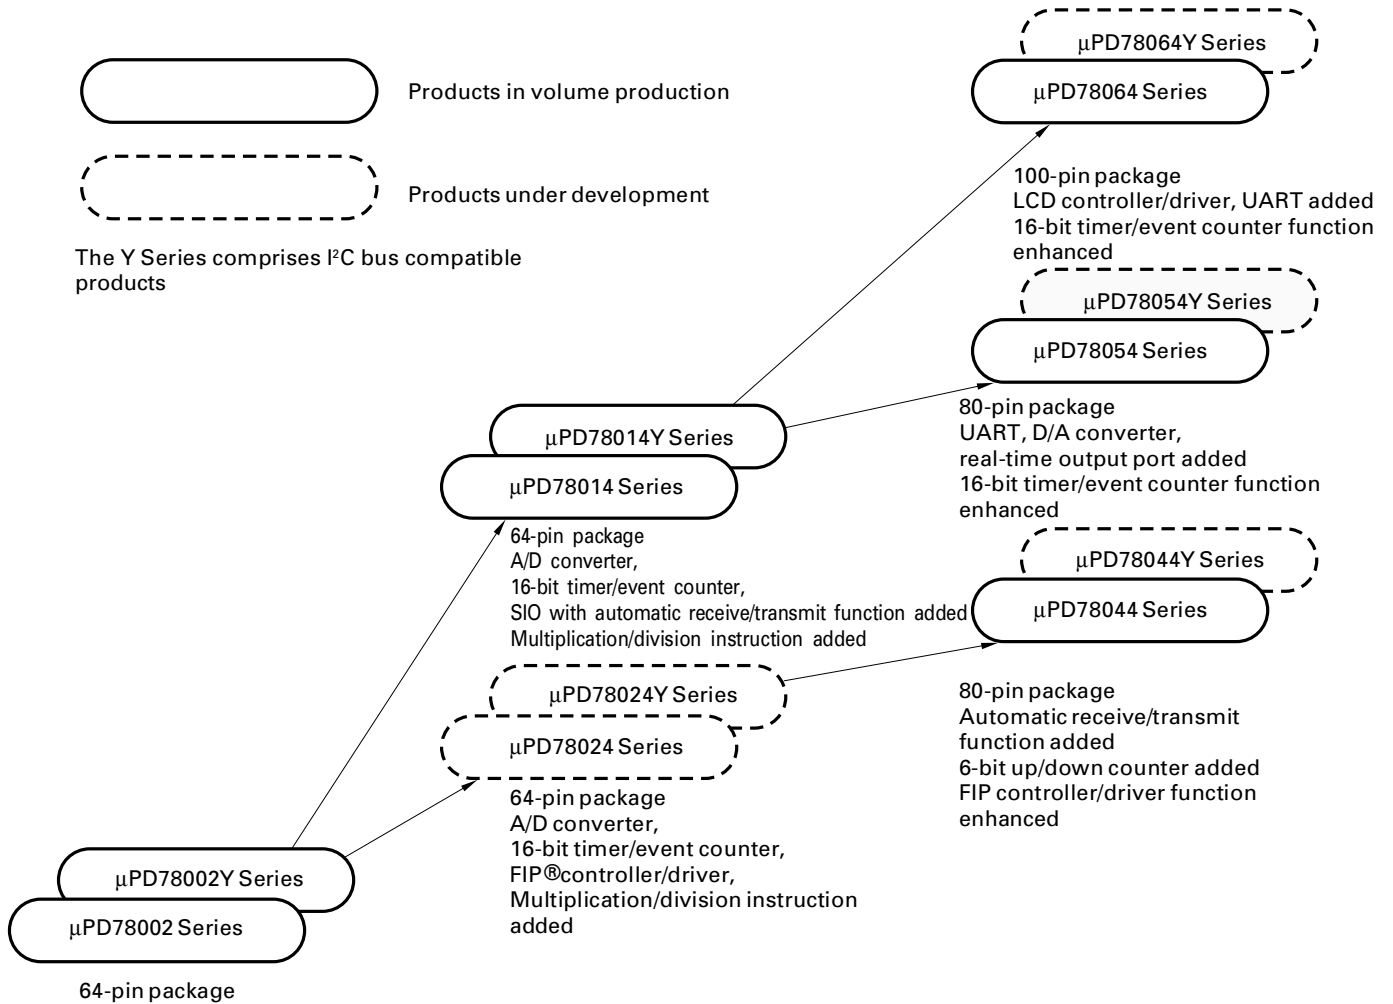 Products in volume production
Products under development
The Y Series comprises I²C bus compatible
products
µPD78064Y Series
µPD78064 Series
100-pin package
LCD controller/driver, UART added
16-bit timer/event counter function
enhanced
µPD78054Y Series
µPD78054 Series
80-pin package
UART, D/A converter,
real-time output port added
16-bit timer/event counter function
enhanced
µPD78014Y Series
µPD78014 Series
64-pin package
A/D converter,
16-bit timer/event counter,
SIO with automatic receive/transmit function added
Multiplication/division instruction added
µPD78044Y Series
µPD78044 Series
80-pin package
Automatic receive/transmit
function added
6-bit up/down counter added
FIP controller/driver function
enhanced
µPD78024Y Series
µPD78024 Series
64-pin package
A/D converter,
16-bit timer/event counter,
FIP®controller/driver,
Multiplication/division instruction
added
µPD78002Y Series
µPD78002 Series
64-pin package